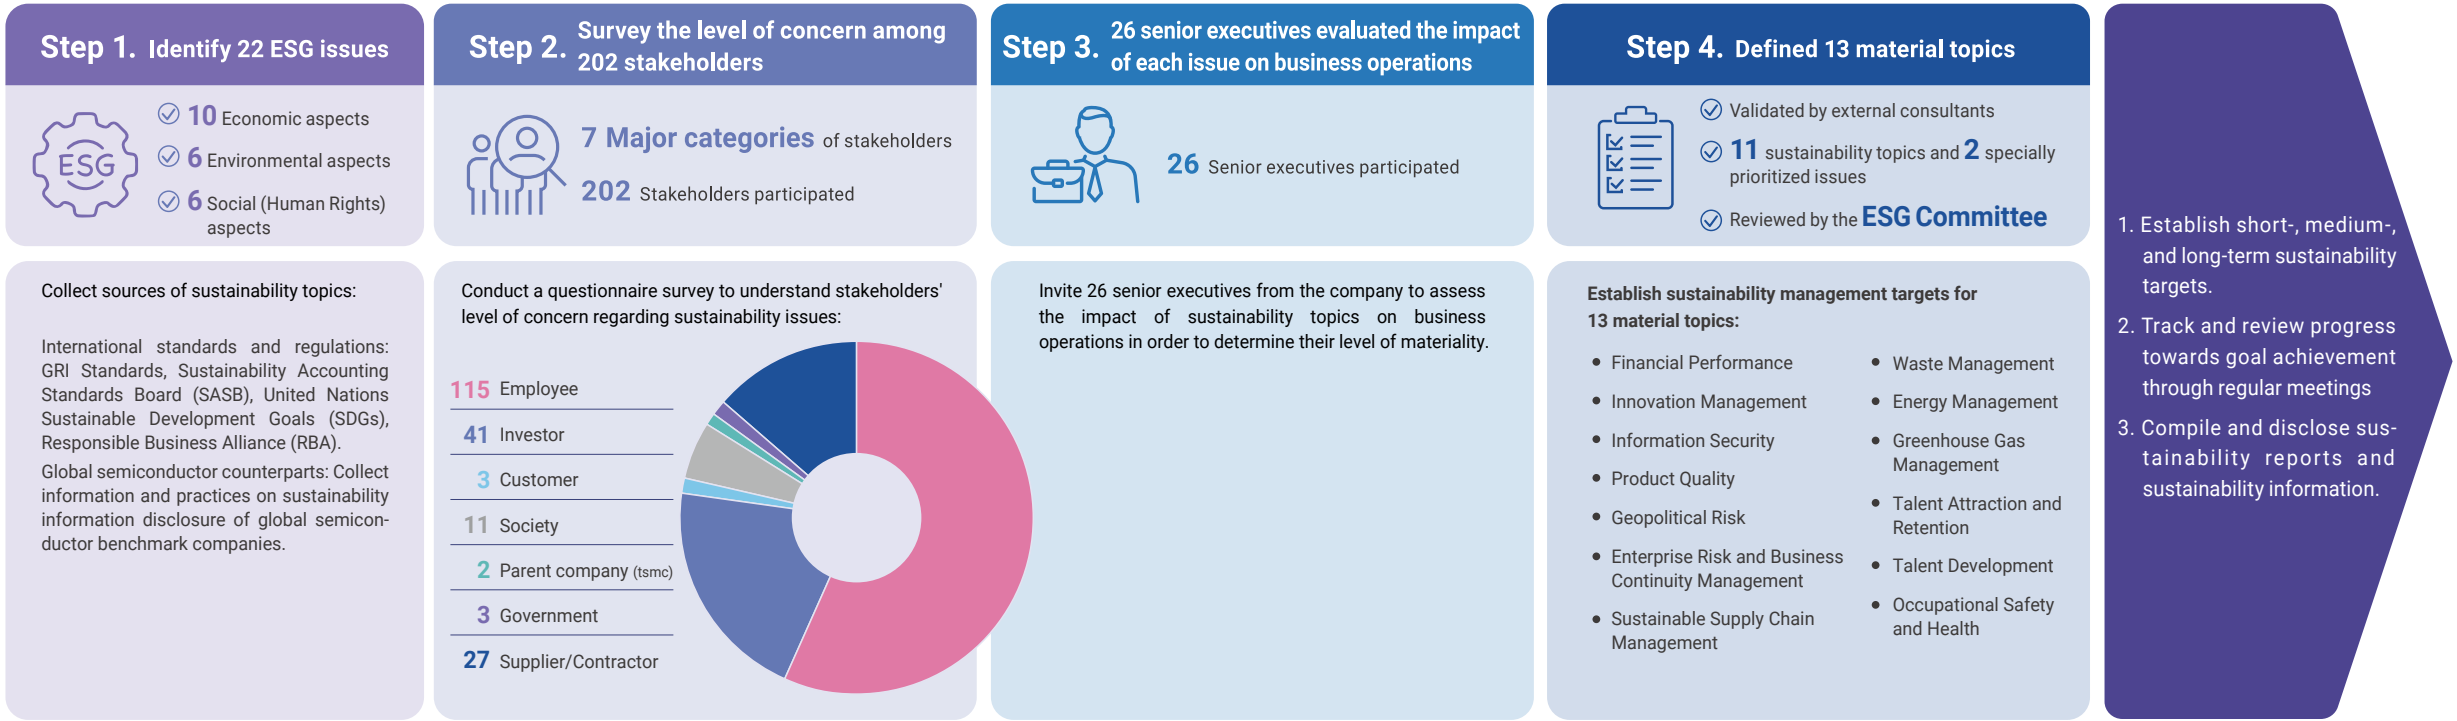 Step 1. Identify 22 ESG issues
ESG
10 Economic aspects
6 Environmental aspects
6 Social (Human Rights)
aspects
Collect sources of sustainability topics:
International standards and regulations:
GRI Standards, Sustainability Accounting
Standards Board (SASB), United Nations
Sustainable Development Goals (SDGs),
Responsible Business Alliance (RBA).
Global semiconductor counterparts: Collect
information and practices on sustainability
information disclosure of global semicon-
ductor benchmark companies.
Step 2. Survey the level of concern among
202 stakeholders
7 Major categories of stakeholders
202 Stakeholders participated
Conduct a questionnaire survey to understand stakeholders'
level of concern regarding sustainability issues:
115 Employee
41 Investor
3 Customer
11 Society
2 Parent company (tsmc)
3 Government
27 Supplier/Contractor
Step 3. 26 senior executives evaluated the impact
of each issue on business operations
26 Senior executives participated
Invite 26 senior executives from the company to assess
the impact of sustainability topics on business
operations in order to determine their level of materiality.
Step 4. Defined 13 material topics
Validated by external consultants
11 sustainability topics and 2 specially
prioritized issues
Reviewed by the ESG Committee
Establish sustainability management targets for
13 material topics:
• Financial Performance
• Innovation Management
• Information Security
• Product Quality
• Geopolitical Risk
• Enterprise Risk and Business
Continuity Management
• Sustainable Supply Chain
Management
• Waste Management
• Energy Management
• Greenhouse Gas
Management
• Talent Attraction and
Retention
• Talent Development
• Occupational Safety
and Health
1. Establish short-, medium-,
and long-term sustainability
targets.
2. Track and review progress
towards goal achievement
through regular meetings
3. Compile and disclose sus-
tainability reports and
sustainability information.